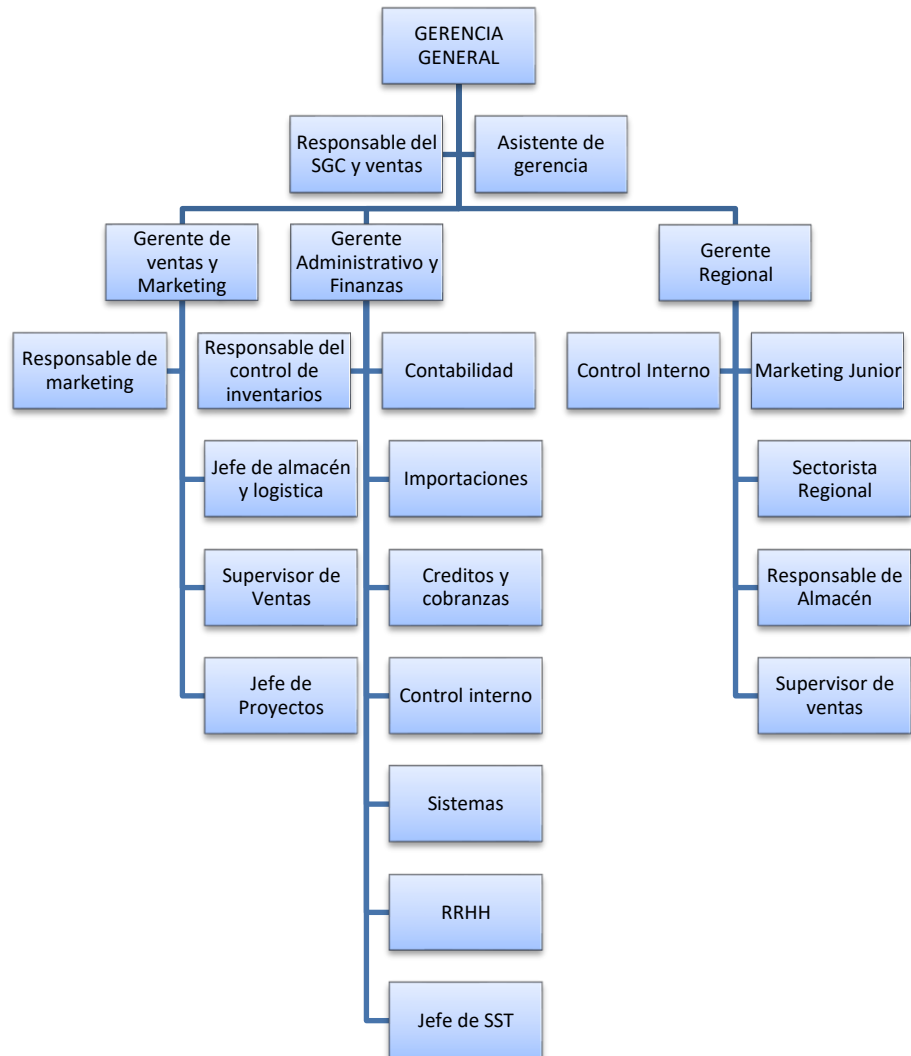 GERENCIA
GENERAL
Responsable del
SGC y ventas
Asistente de
gerencia
Gerente de
ventas y
Marketing
Gerente
Administrativo y
Finanzas
Gerente
Regional
Responsable de
marketing
Responsable del
control de
inventarios
Contabilidad
Control Interno
Marketing Junior
Jefe de almacén
y logistica
Importaciones
Sectorista
Regional
Supervisor de
Ventas
Creditos y
cobranzas
Responsable de
Almacén
Jefe de
Proyectos
Control interno
Supervisor de
ventas
Sistemas
RRHH
Jefe de SST